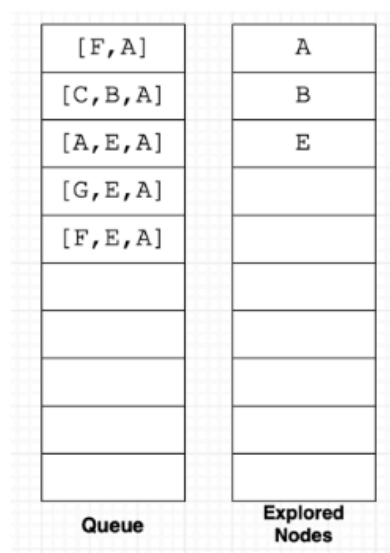 [F,A] A
[C,B,A] B
[A,E,A] E
[G,E,A]
[F,E,A]
Queue Explored
Nodes